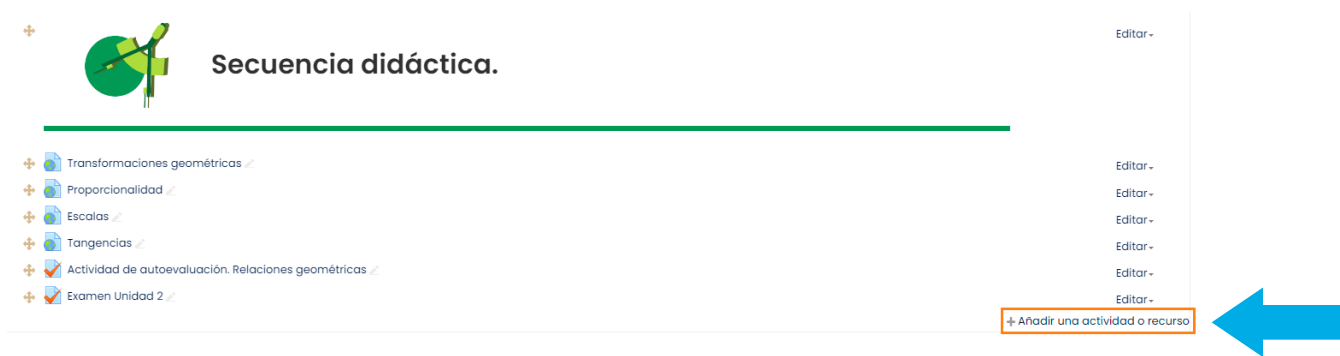 Editar
Secuencia didáctica.
Transformaciones geométricas
Editar
Proporcionalidad
Editar
Escalas
Editar
Tangencias
Editar
Actividad de autoevaluación. Relaciones geométricas
Editar
Examen Unidad 2
Editar
+ Añadir una actividad o recurso